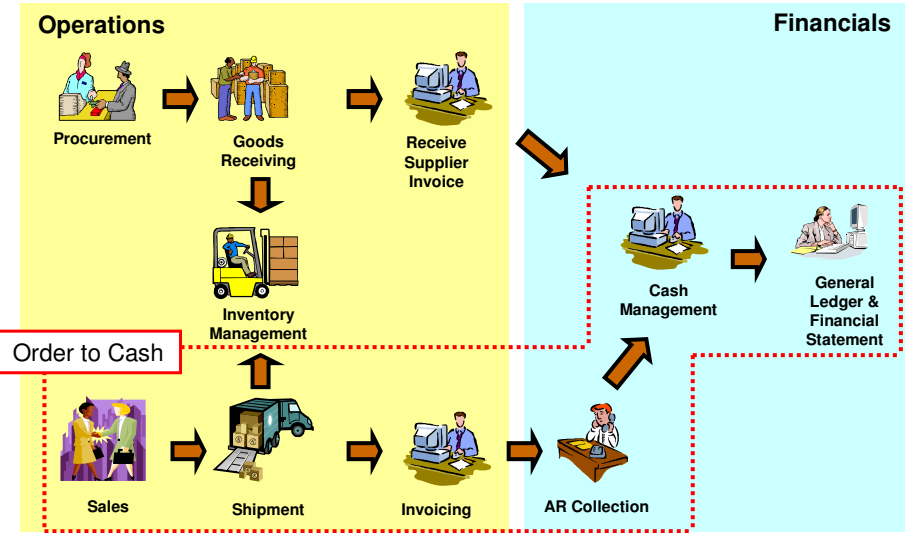 Operations
Financials
Procurement
Goods
Receiving
Receive
Supplier
Invoice
Inventory
Management
Cash
Management
General
Ledger &
Financial
Statement
Order to Cash
Sales
Shipment
Invoicing
AR Collection